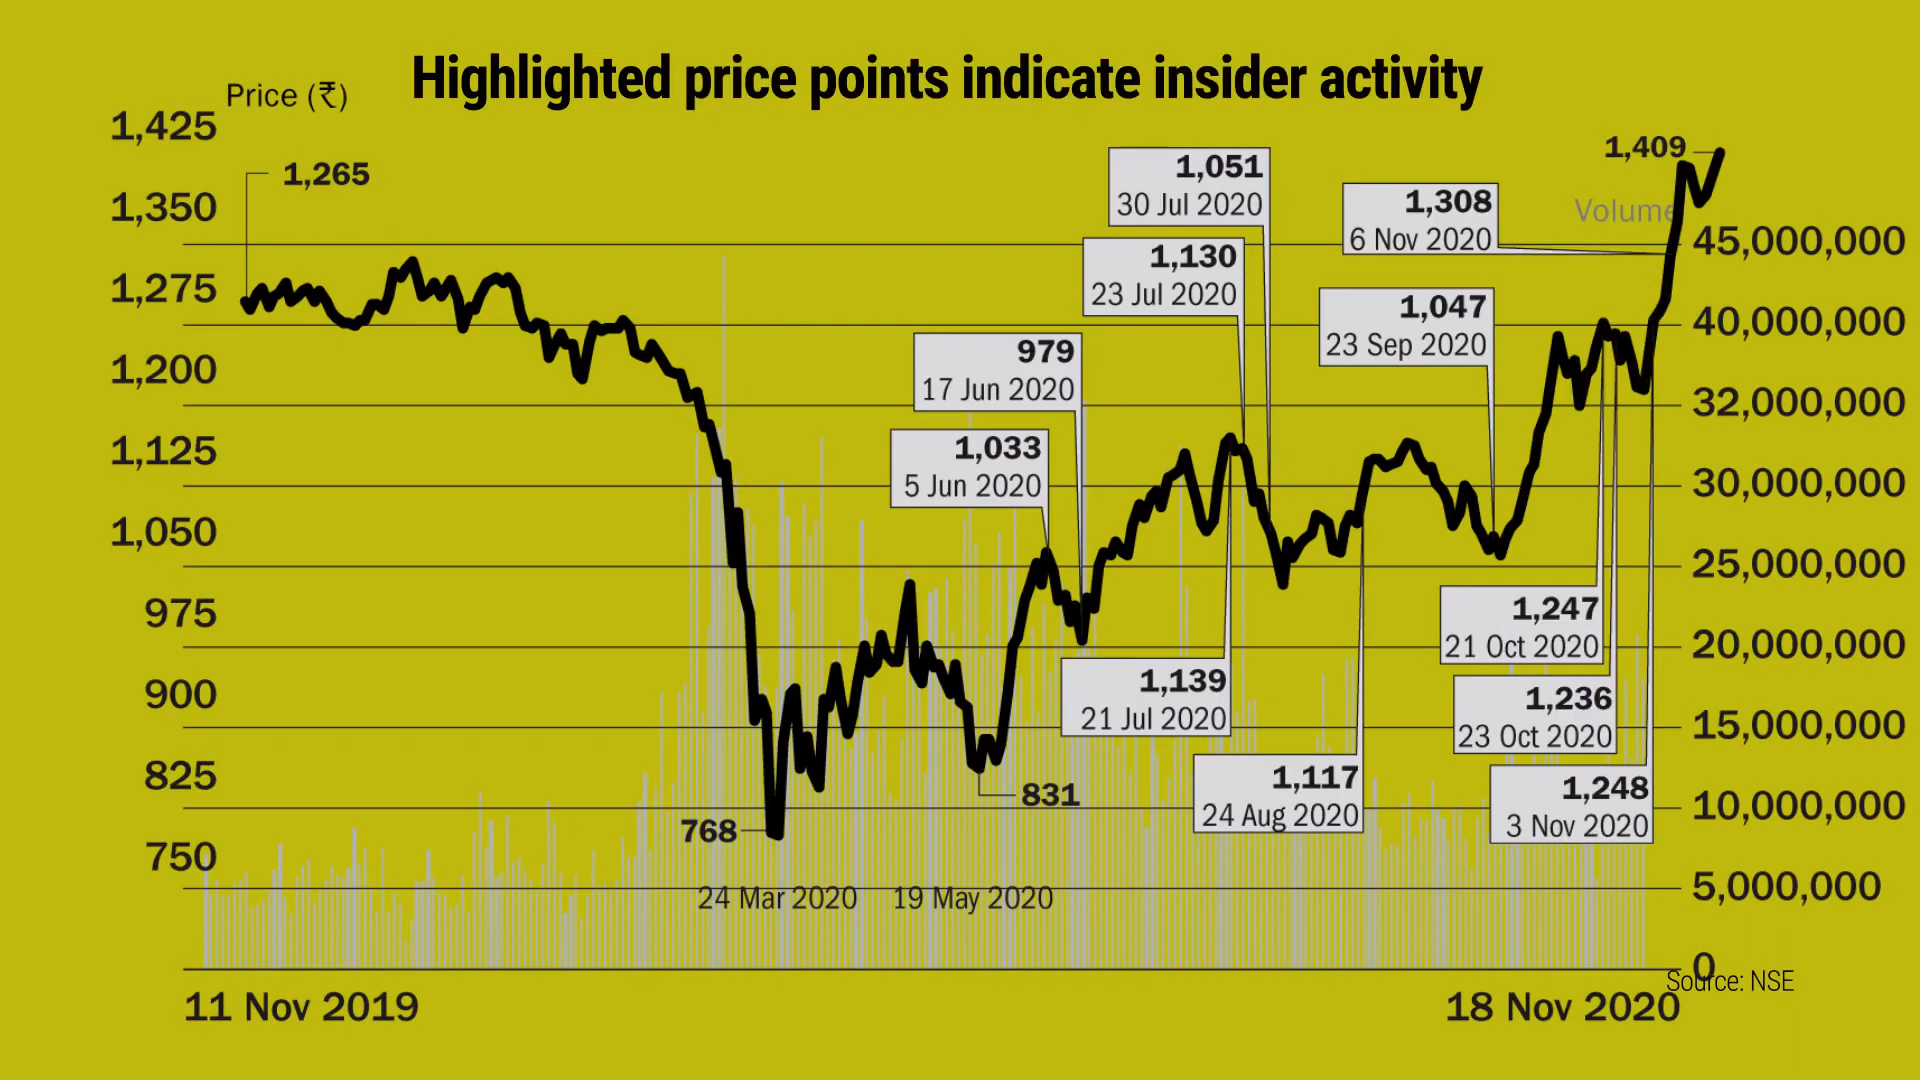 Highlighted price points indicate insider activity
Price (₹)
1,425
1,350
1,275
1,200
1,125
1,050
975
900
825
750
1,265
768
24 Mar 2020
831
19 May 2020
1,033
5 Jun 2020
979
17 Jun 2020
1,130
23 Jul 2020
1,051
30 Jul 2020
1,139
21 Jul 2020
1,117
24 Aug 2020
1,047
23 Sep 2020
1,308
6 Nov 2020
1,247
21 Oct 2020
1,236
23 Oct 2020
1,248
3 Nov 2020
1,409
Volume
45,000,000
40,000,000
32,000,000
30,000,000
25,000,000
20,000,000
15,000,000
10,000,000
5,000,000
0
Source: NSE
11 Nov 2019
18 Nov 2020